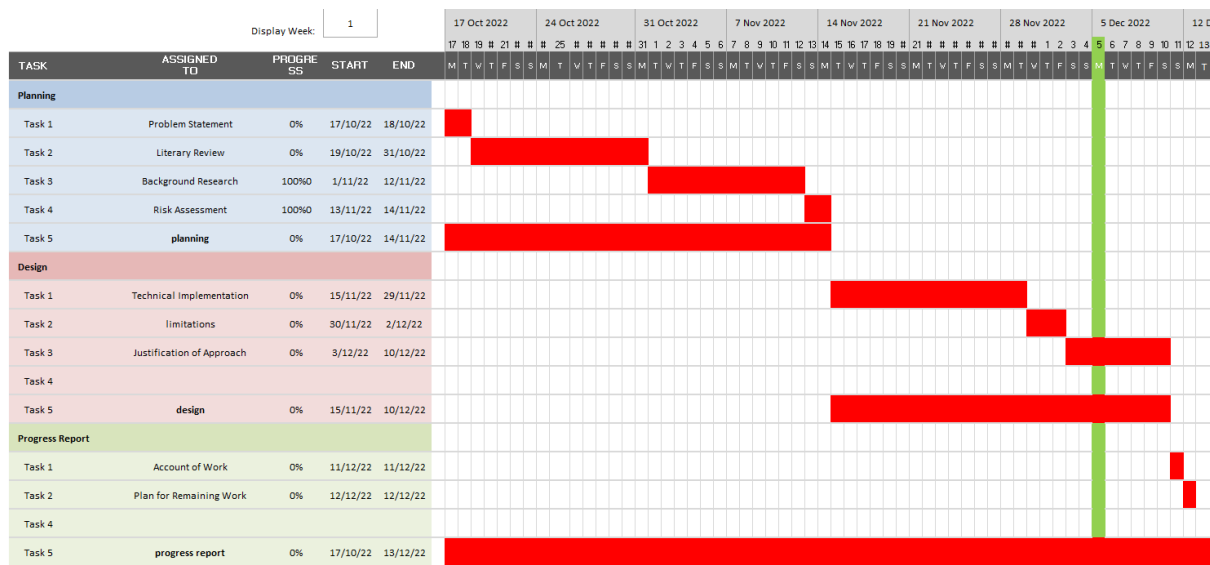 Display Week: 1
17 Oct 2022 24 Oct 2022 31 Oct 2022 7 Nov 2022 14 Nov 2022 21 Nov 2022 28 Nov 2022 5 Dec 2022 12 D
17 18 19 # 21 # # # 25 # # # # # 31 1 2 3 4 5 6 7 8 9 10 11 12 13 14 15 16 17 18 19 # 21 # # # # # # # # # 1 2 3 4 5 6 7 8 9 10 11 12 13
TASK ASSIGNED TO PROGRESS START END M T W T F S S M T W T F S S M T W T F S S M T W T F S S M T W T F S S M T W T F S S M T W T F S S M T W T F S S M T
Planning
Task 1 Problem Statement 0% 17/10/22 18/10/22
Task 2 Literary Review 0% 19/10/22 31/10/22
Task 3 Background Research 100%0 1/11/22 12/11/22
Task 4 Risk Assessment 100%0 13/11/22 14/11/22
Task 5 planning 0% 17/10/22 14/11/22
Design
Task 1 Technical Implementation 0% 15/11/22 29/11/22
Task 2 limitations 0% 30/11/22 2/12/22
Task 3 Justification of Approach 0% 3/12/22 10/12/22
Task 4
Task 5 design 0% 15/11/22 10/12/22
Progress Report
Task 1 Account of Work 0% 11/12/22 11/12/22
Task 2 Plan for Remaining Work 0% 12/12/22 12/12/22
Task 4
Task 5 progress report 0% 17/10/22 13/12/22